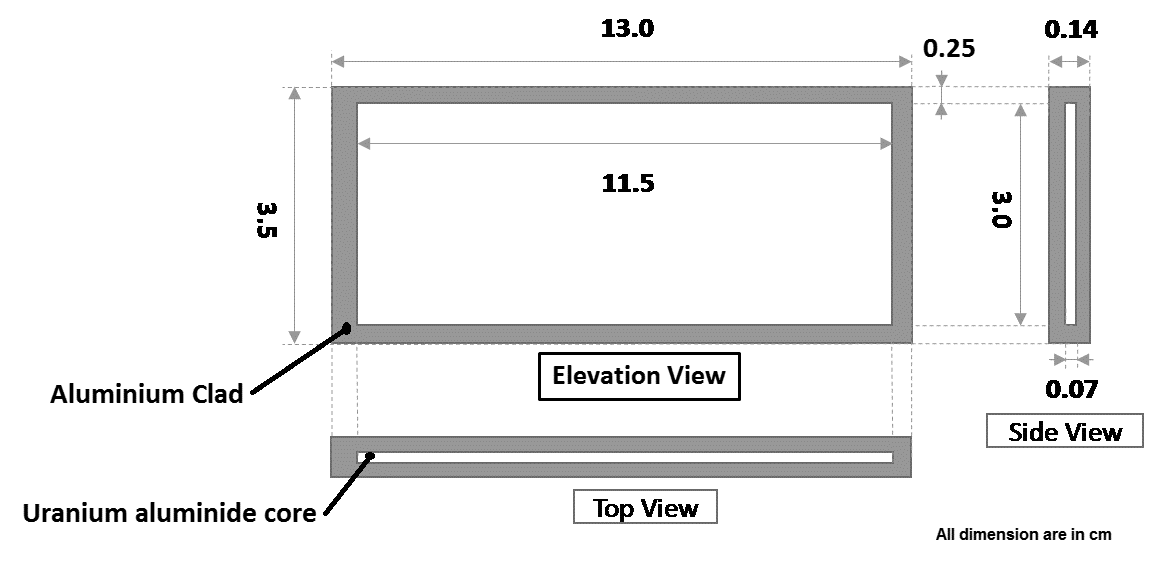 13.0
0.14
0.25
11.5
3.5
3.0
Aluminium Clad
Elevation View
0.07
Side View
Uranium aluminide core
Top View
All dimension are in cm